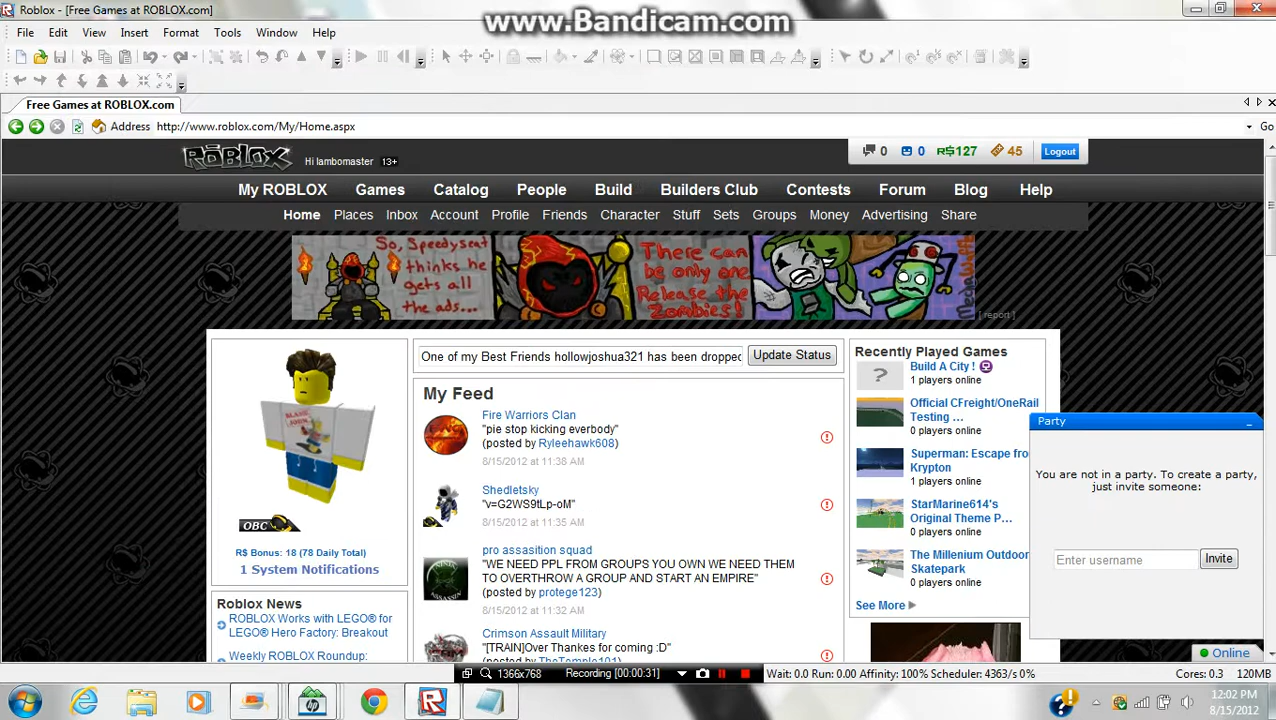 Roblox - [Free Games at ROBLOX.com]
www.Bandicam.com
File Edit View Insert Format Tools Window Help
Free Games at ROBLOX.com
Address http://www.roblox.com/My/Home.aspx Go
ROBLOX Hi lambomaster 13+ 0 0 R$127 45 Logout
My ROBLOX Games Catalog People Build Builders Club Contests Forum Blog Help
Home Places Inbox Account Profile Friends Character Stuff Sets Groups Money Advertising Share
So, Speedyseat
thinks he
gets all
the ads...
There can
be only one
Release the
Zombies!
[ report ]
One of my Best Friends hollowjoshua321 has been droppec Update Status
My Feed
Fire Warriors Clan
"pie stop kicking everbody"
(posted by Ryleehawk608)
8/15/2012 at 11:38 AM
Shedletsky
"v=G2WS9tLp-oM"
8/15/2012 at 11:35 AM
pro assasition squad
"WE NEED PPL FROM GROUPS YOU OWN WE NEED THEM
TO OVERTHROW A GROUP AND START AN EMPIRE"
(posted by protege123)
8/15/2012 at 11:32 AM
Crimson Assault Military
"[TRAIN]Over Thankes for coming :D"
(posted by TheTemple101)
OBC
R$ Bonus: 18 (78 Daily Total)
1 System Notifications
Roblox News
ROBLOX Works with LEGO® for
LEGO® Hero Factory: Breakout
Weekly ROBLOX Roundup:
Recently Played Games
Build A City !
1 players online
Official CFreight/OneRail
Testing ...
0 players online
Superman: Escape fro
Krypton
1 players online
StarMarine614's
Original Theme P...
0 players online
The Millenium Outdoor
Skatepark
0 players online
See More
Party
You are not in a party. To create a party,
just invite someone:
Enter username Invite
Online
1366x768 Recording [00:00:31] Wait: 0.0 Run: 0.00 Affinity: 100% Scheduler: 4363/s 0% Cores: 0.3 120MB
hp
12:02 PM
8/15/2012